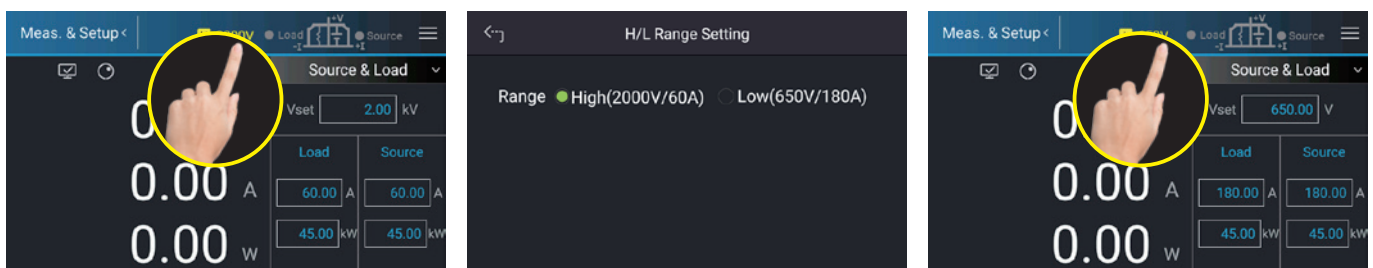 Meas. & Setup<
Load
+V
-I
+I
Source
Source & Load
0
Vset 2.00 kV
Load Source
0.00 A
60.00 A 60.00 A
0.00 W
45.00 kW 45.00 kW
H/L Range Setting
Range High(2000V/60A) Low(650V/180A)
Meas. & Setup<
Load
+V
-I
+I
Source
Source & Load
0
Vset 650.00 V
Load Source
0.00 A
180.00 A 180.00 A
0.00 W
45.00 kW 45.00 kW